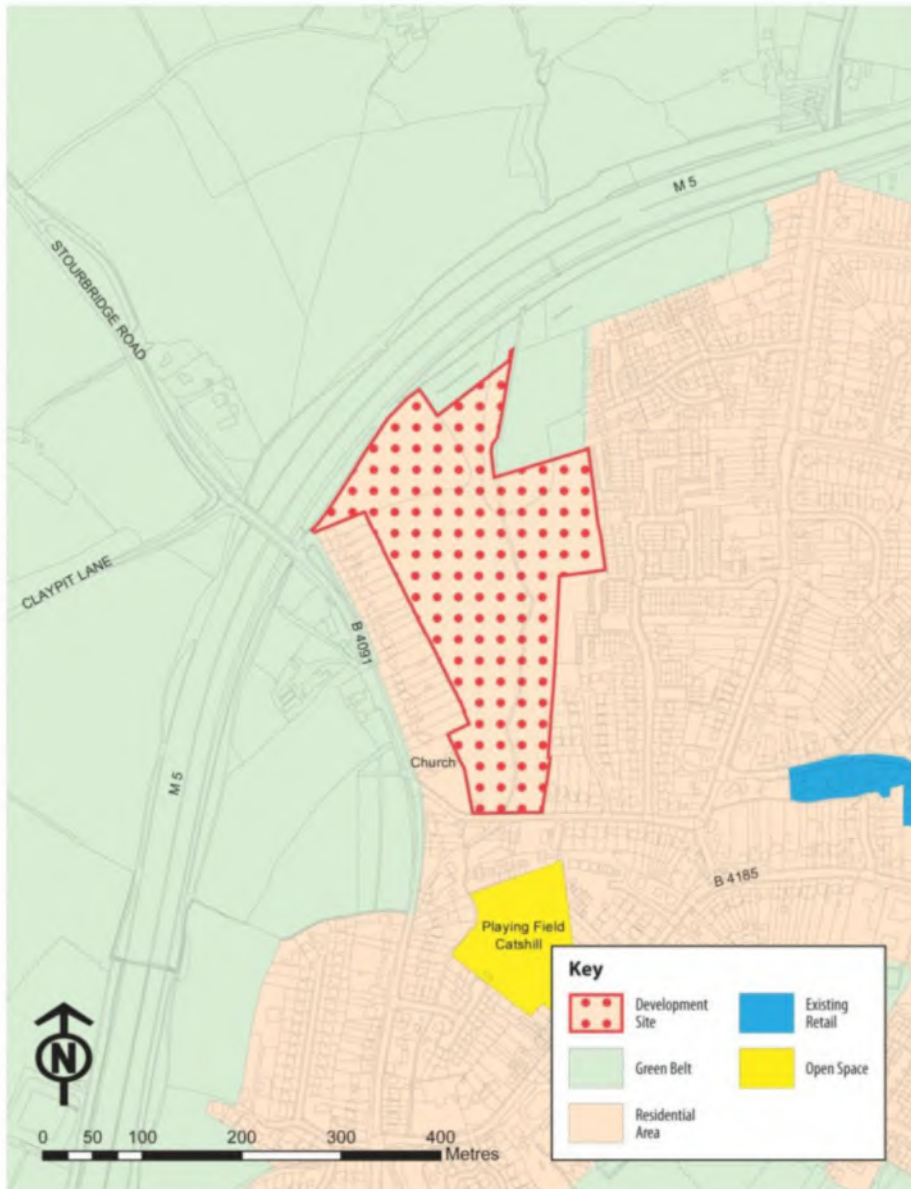 M 5
STOURBRIDGE ROAD
CLAYPIT LANE
B 4091
M 5
Church
B 4185
Playing Field
Catshill
Key
Development
Site
Existing
Retail
Green Belt
Open Space
Residential
Area
N
0 50 100 200 300 400
Metres